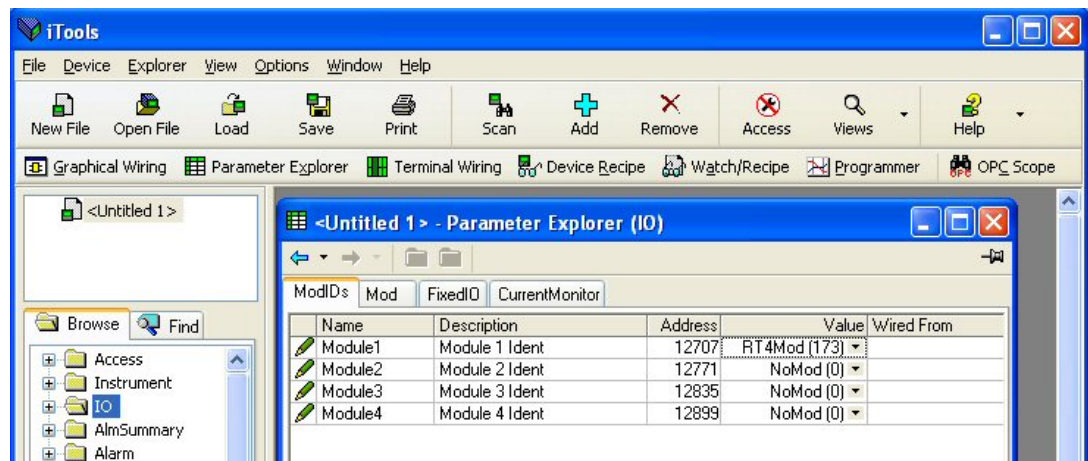 iTools
File Device Explorer View Options Window Help
New File Open File Load Save Print Scan Add Remove Access Views Help
Graphical Wiring Parameter Explorer Terminal Wiring Device Recipe Watch/Recipe Programmer OPC Scope
<Untitled 1>
<Untitled 1> - Parameter Explorer (IO)
ModIDs Mod FixedIO CurrentMonitor
Name Description Address Value Wired From
Module1 Module 1 Ident 12707 RT4Mod (173)
Module2 Module 2 Ident 12771 NoMod (0)
Module3 Module 3 Ident 12835 NoMod (0)
Module4 Module 4 Ident 12899 NoMod (0)
Browse Find
Access
Instrument
IO
AlmSummary
Alarm